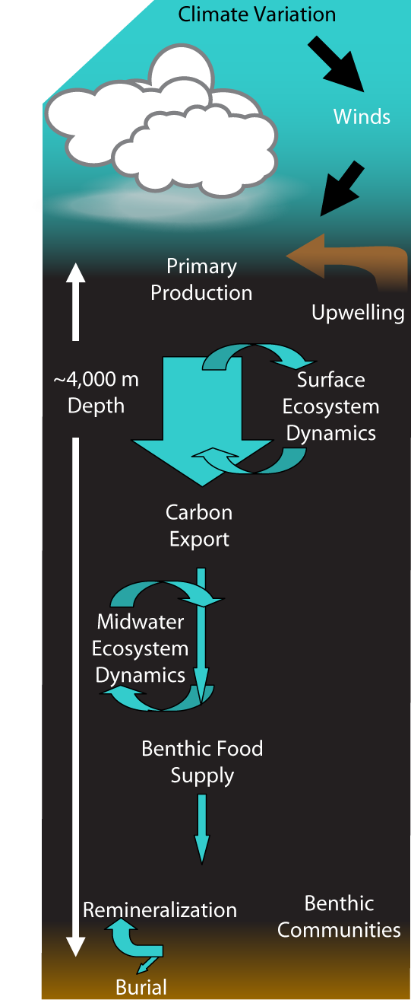 Climate Variation
Winds
Primary
Production
Upwelling
~4,000 m
Depth
Surface
Ecosystem
Dynamics
Carbon
Export
Midwater
Ecosystem
Dynamics
Benthic Food
Supply
Remineralization
Benthic
Communities
Burial